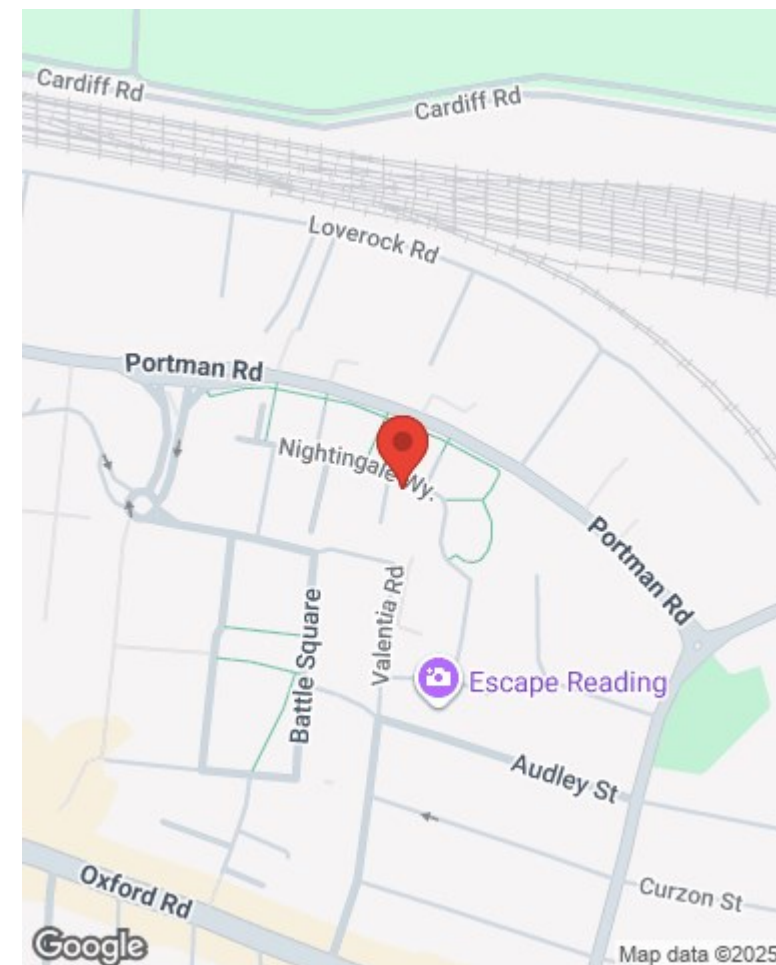 Cardiff Rd
Cardiff Rd
Loverock Rd
Portman Rd
Nightingale Wy.
Portman Rd
Valentia Rd
Battle Square
Escape Reading
Audley St
Oxford Rd
Curzon St
Google
Map data ©2025